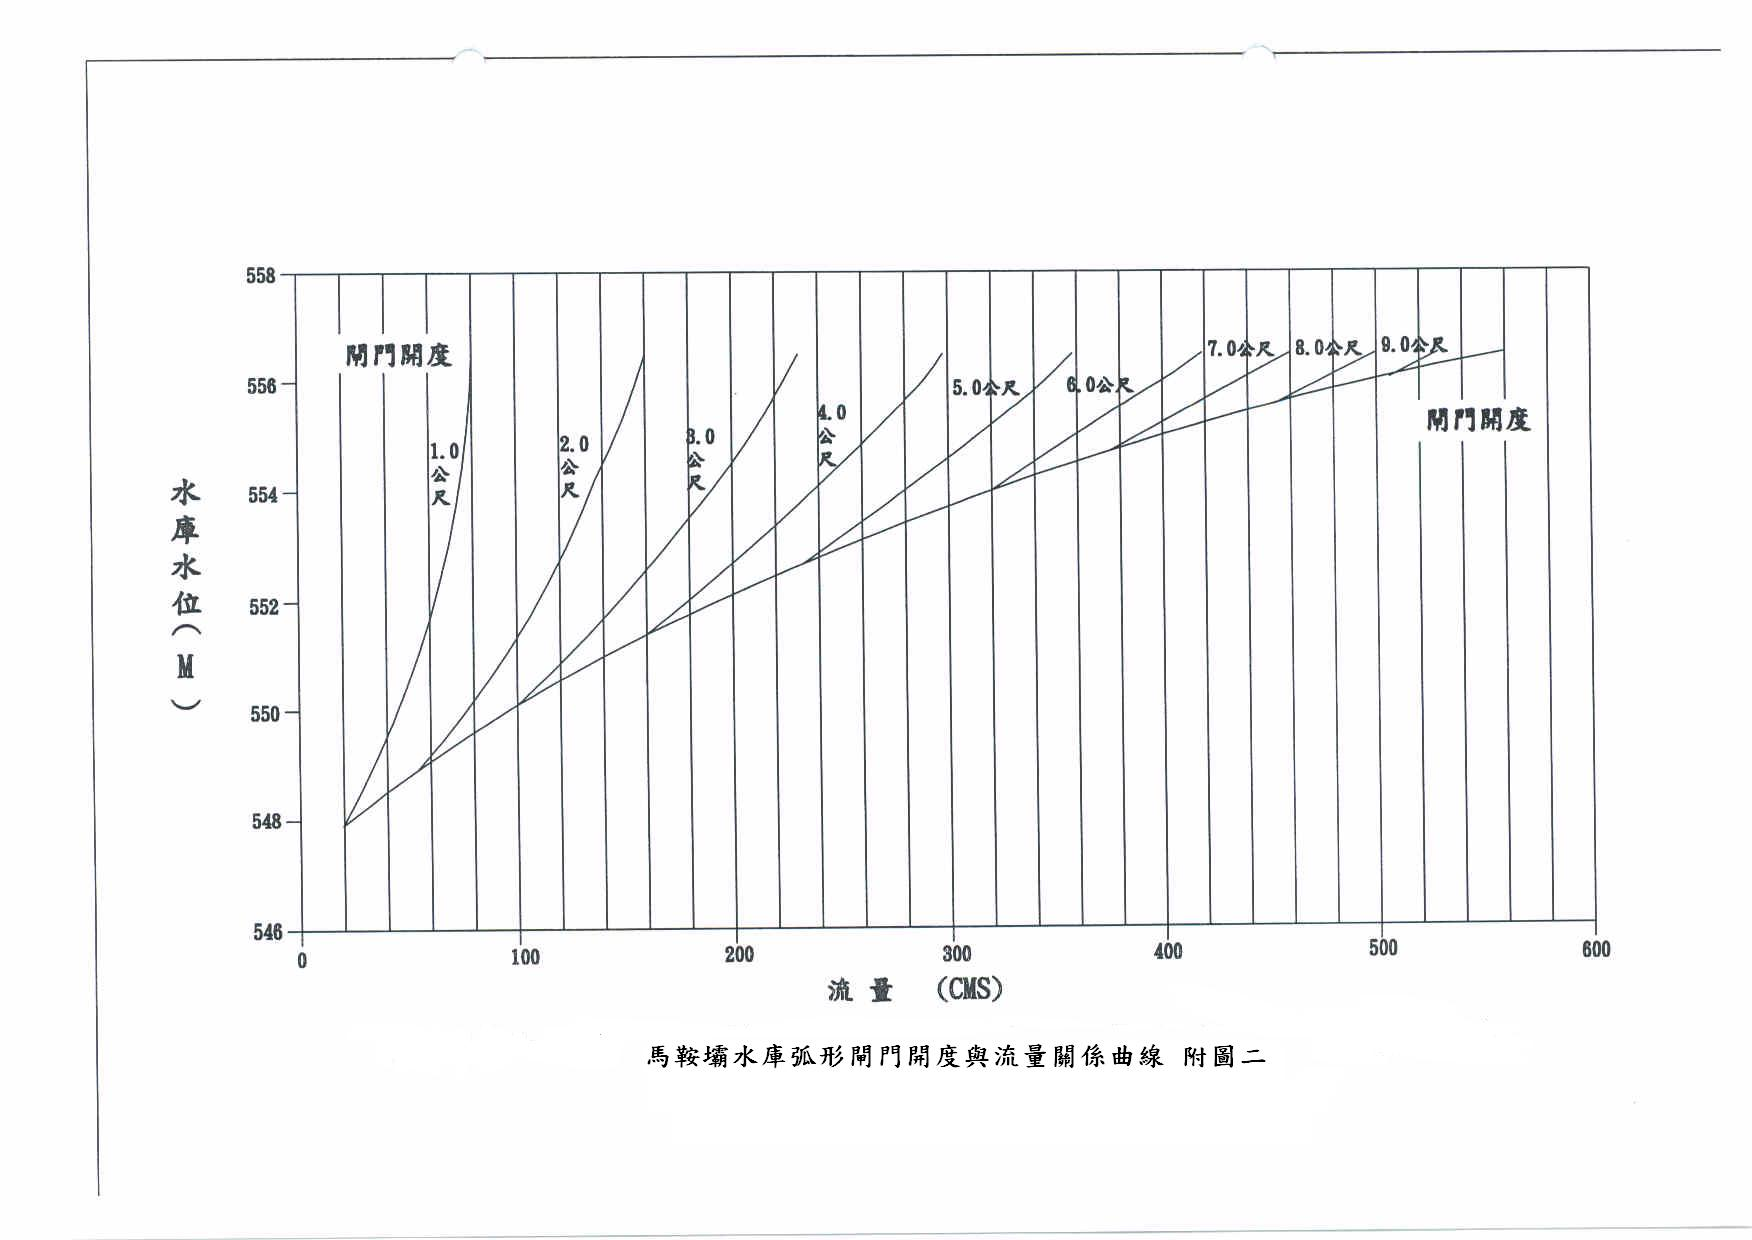 558
556
554
552
550
548
546
水庫水位(M)
閘門開度
1.0公尺
2.0公尺
3.0公尺
4.0公尺
5.0公尺
6.0公尺
7.0公尺
8.0公尺
9.0公尺
閘門開度
0
100
200
300
400
500
600
流量 (CMS)
馬鞍壩水庫弧形閘門開度與流量關係曲線 附圖二